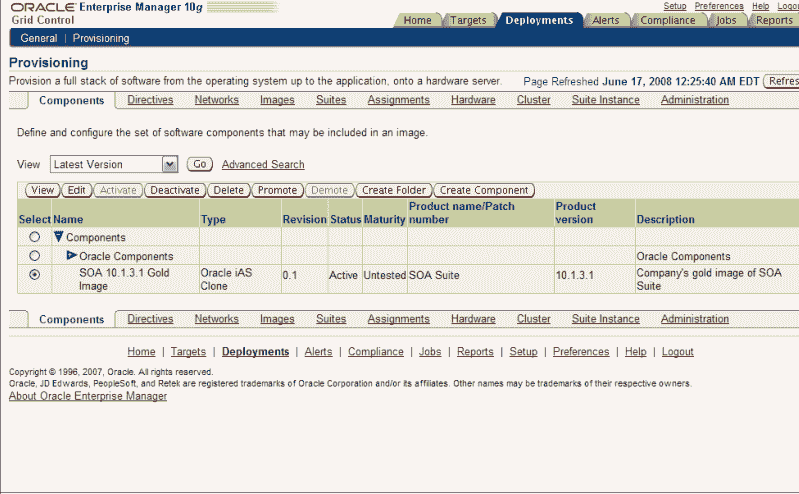 ORACLE Enterprise Manager 10g
Setup Preferences Help Logou
Grid Control
Home Targets Deployments Alerts Compliance Jobs Reports
General | Provisioning
Provisioning
Provision a full stack of software from the operating system up to the application, onto a hardware server. Page Refreshed June 17, 2008 12:25:40 AM EDT Refres
Components Directives Networks Images Suites Assignments Hardware Cluster Suite Instance Administration
Define and configure the set of software components that may be included in an image.
View Latest Version Go Advanced Search
View Edit Activate Deactivate Delete Promote Demote Create Folder Create Component
Product name/Patch Product
Select Name Type Revision Status Maturity number version Description
Components
Oracle Components Oracle Components
SOA 10.1.3.1 Gold Oracle iAS 0.1 Active Untested SOA Suite 10.1.3.1 Company's gold image of SOA
Image Clone Suite
Components Directives Networks Images Suites Assignments Hardware Cluster Suite Instance Administration
Home | Targets | Deployments | Alerts | Compliance | Jobs | Reports | Setup | Preferences | Help | Logout
Copyright © 1996, 2007, Oracle. All rights reserved.
Oracle, JD Edwards, PeopleSoft, and Retek are registered trademarks of Oracle Corporation and/or its affiliates. Other names may be trademarks of their respective owners.
About Oracle Enterprise Manager